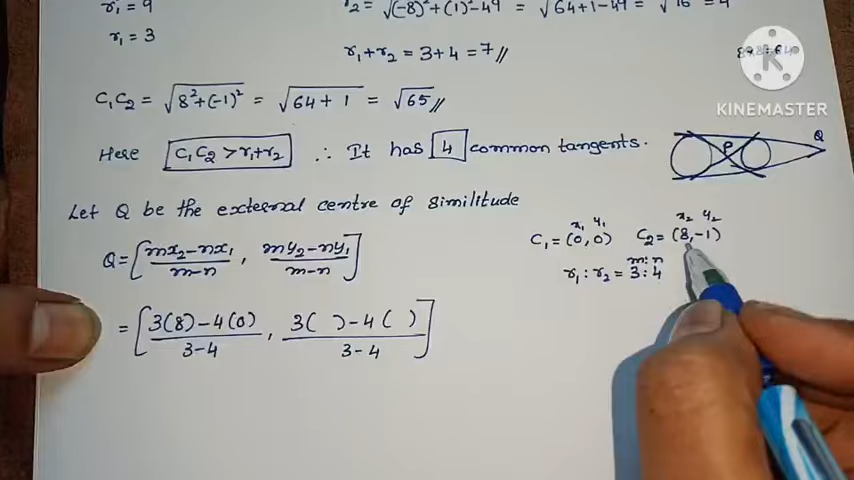 r₁ = 9
r₂ = √(-8)²+(1)²-49 = √64+1-49 = √16 = 4
r₁ = 3
r₁+r₂ = 3+4 = 7 //
K
KINEMASTER
C₁C₂ = √8²+(-1)² = √64+1 = √65 //
Here C₁C₂ > r₁+r₂ ∴ It has 4 common tangents.
P Q
Let Q be the external centre of similitude
x₁ y₁ x₂ y₂
C₁ = (0,0) C₂ = (8,-1)
Q = [mx₂-nx₁/m-n , my₂-ny₁/m-n]
m:n
r₁:r₂ = 3:4
= [3(8)-4(0)/3-4 , 3( )-4( )/3-4]